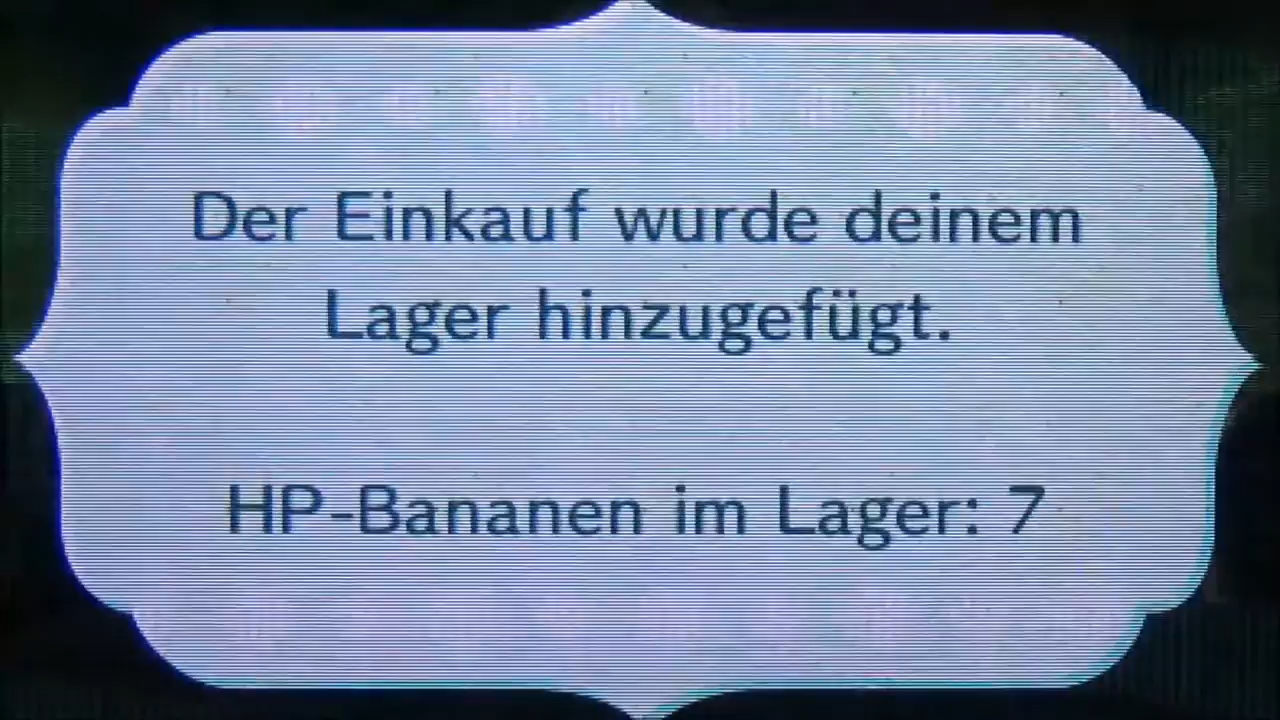 Der Einkauf wurde deinem
Lager hinzugefügt.
HP-Bananen im Lager: 7